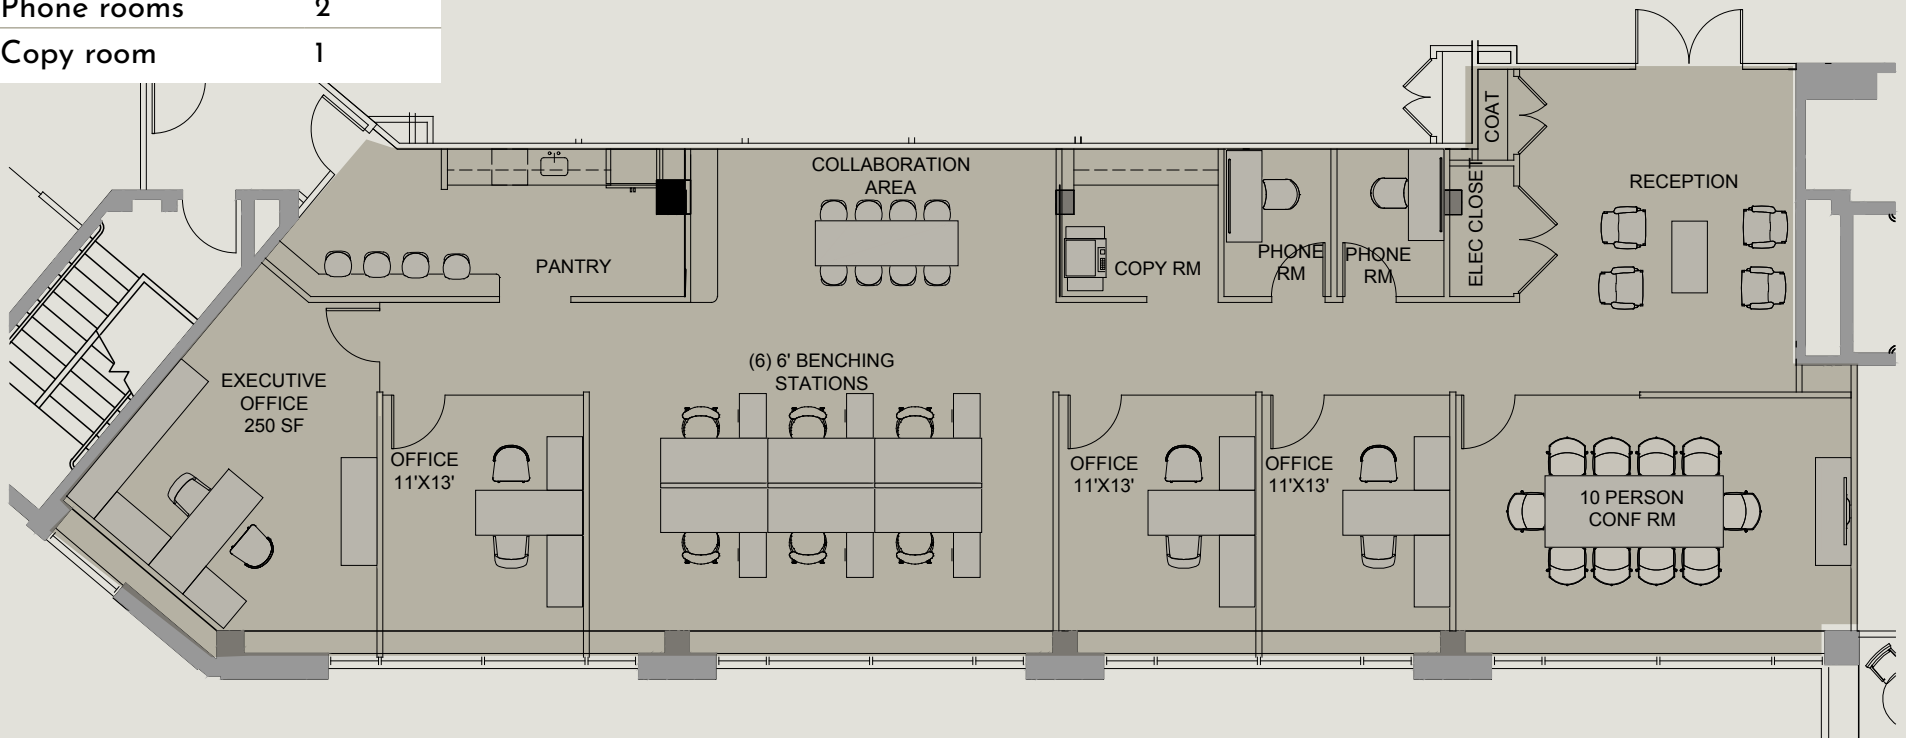 Phone rooms 2
Copy room 1
COAT
COLLABORATION
AREA
RECEPTION
ELEC CLOSET
PANTRY
COPY RM
PHONE
RM
PHONE
RM
(6) 6' BENCHING
STATIONS
EXECUTIVE
OFFICE
250 SF
OFFICE
11'X13'
OFFICE
11'X13'
OFFICE
11'X13'
10 PERSON
CONF RM